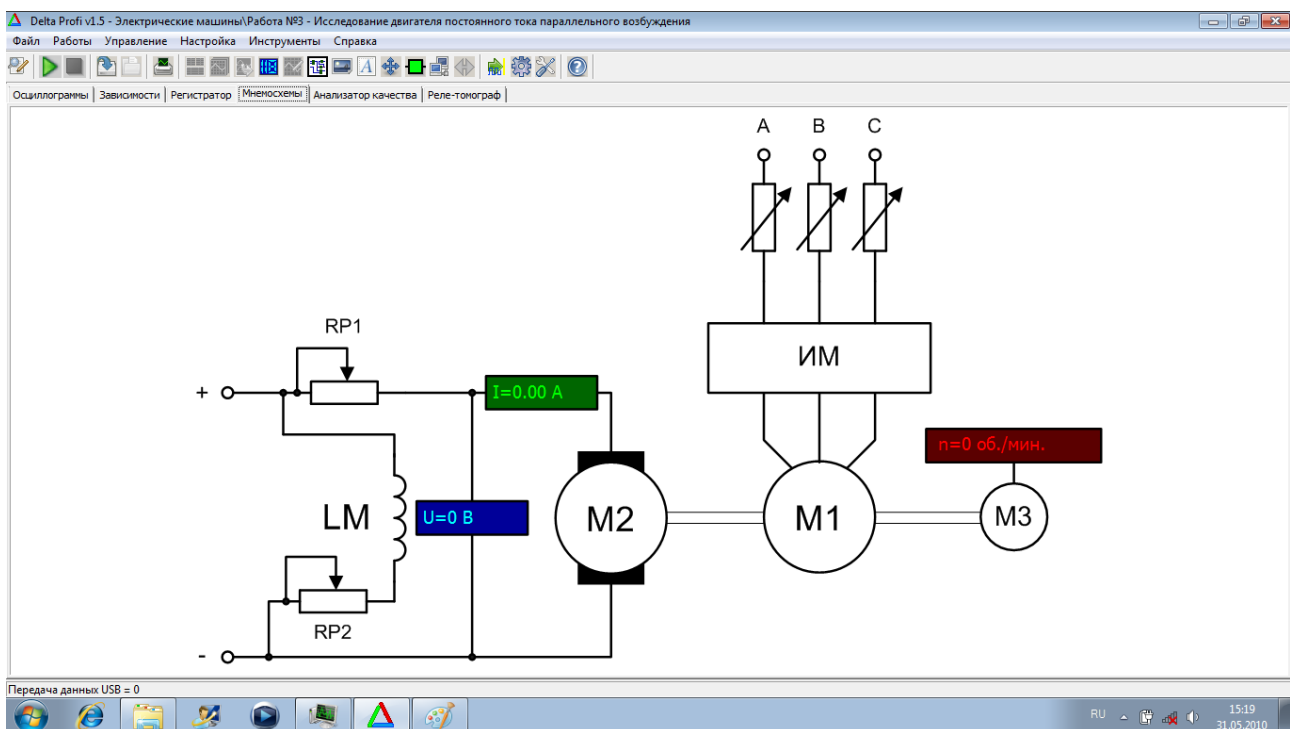 Delta Profi v1.5 - Электрические машины\Работа №3 - Исследование двигателя постоянного тока параллельного возбуждения
Файл Работы Управление Настройка Инструменты Справка
Осциллограммы Зависимости Регистратор Мнемосхемы Анализатор качества Реле-томограф
A B C
RP1
ИМ
+
I=0.00 A
n=0 об./мин.
LM
U=0 В
M2
M1
M3
RP2
-
Передача данных USB = 0
RU
15:19
31.05.2010